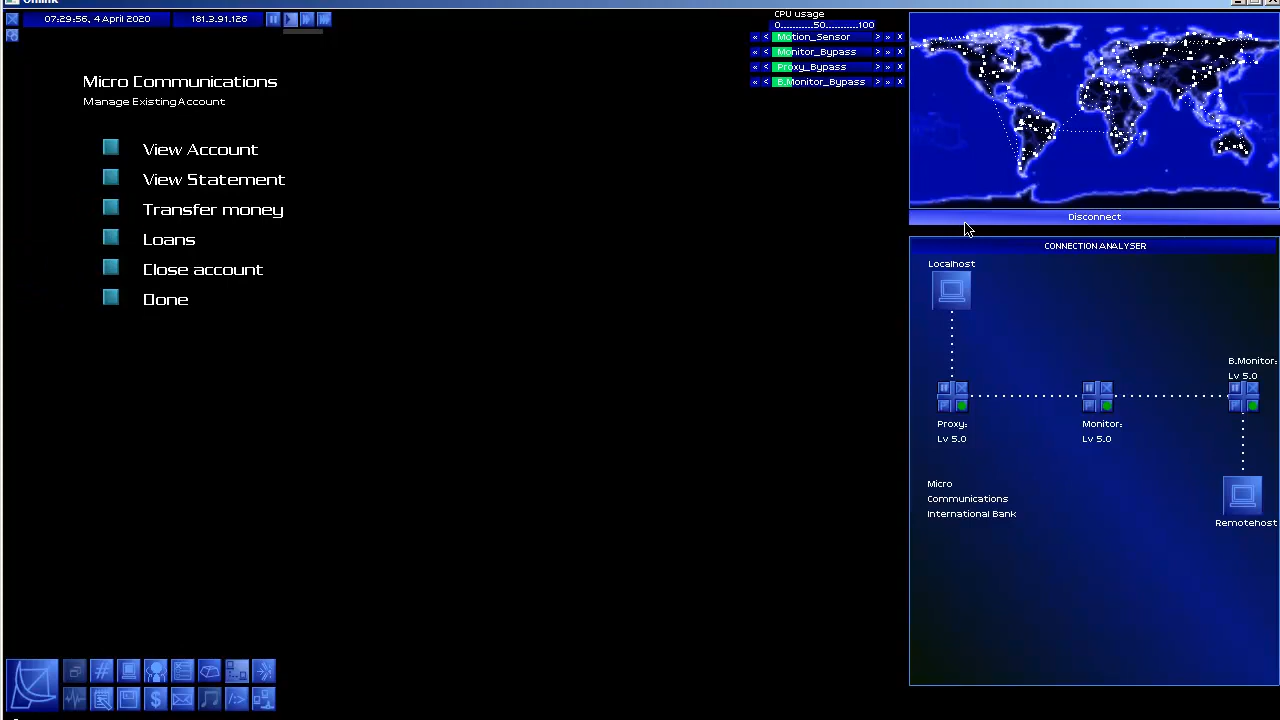 Onlink
07:29:56, 4 April 2020
181.3.91.126
CPU usage
0......50......100
Motion_Sensor
Monitor_Bypass
Proxy_Bypass
B.Monitor_Bypass
Micro Communications
Manage Existing Account
View Account
View Statement
Transfer money
Loans
Close account
Done
Disconnect
CONNECTION ANALYSER
Localhost
B.Monitor:
Lv 5.0
Proxy:
Lv 5.0
Monitor:
Lv 5.0
Micro
Communications
International Bank
Remotehost